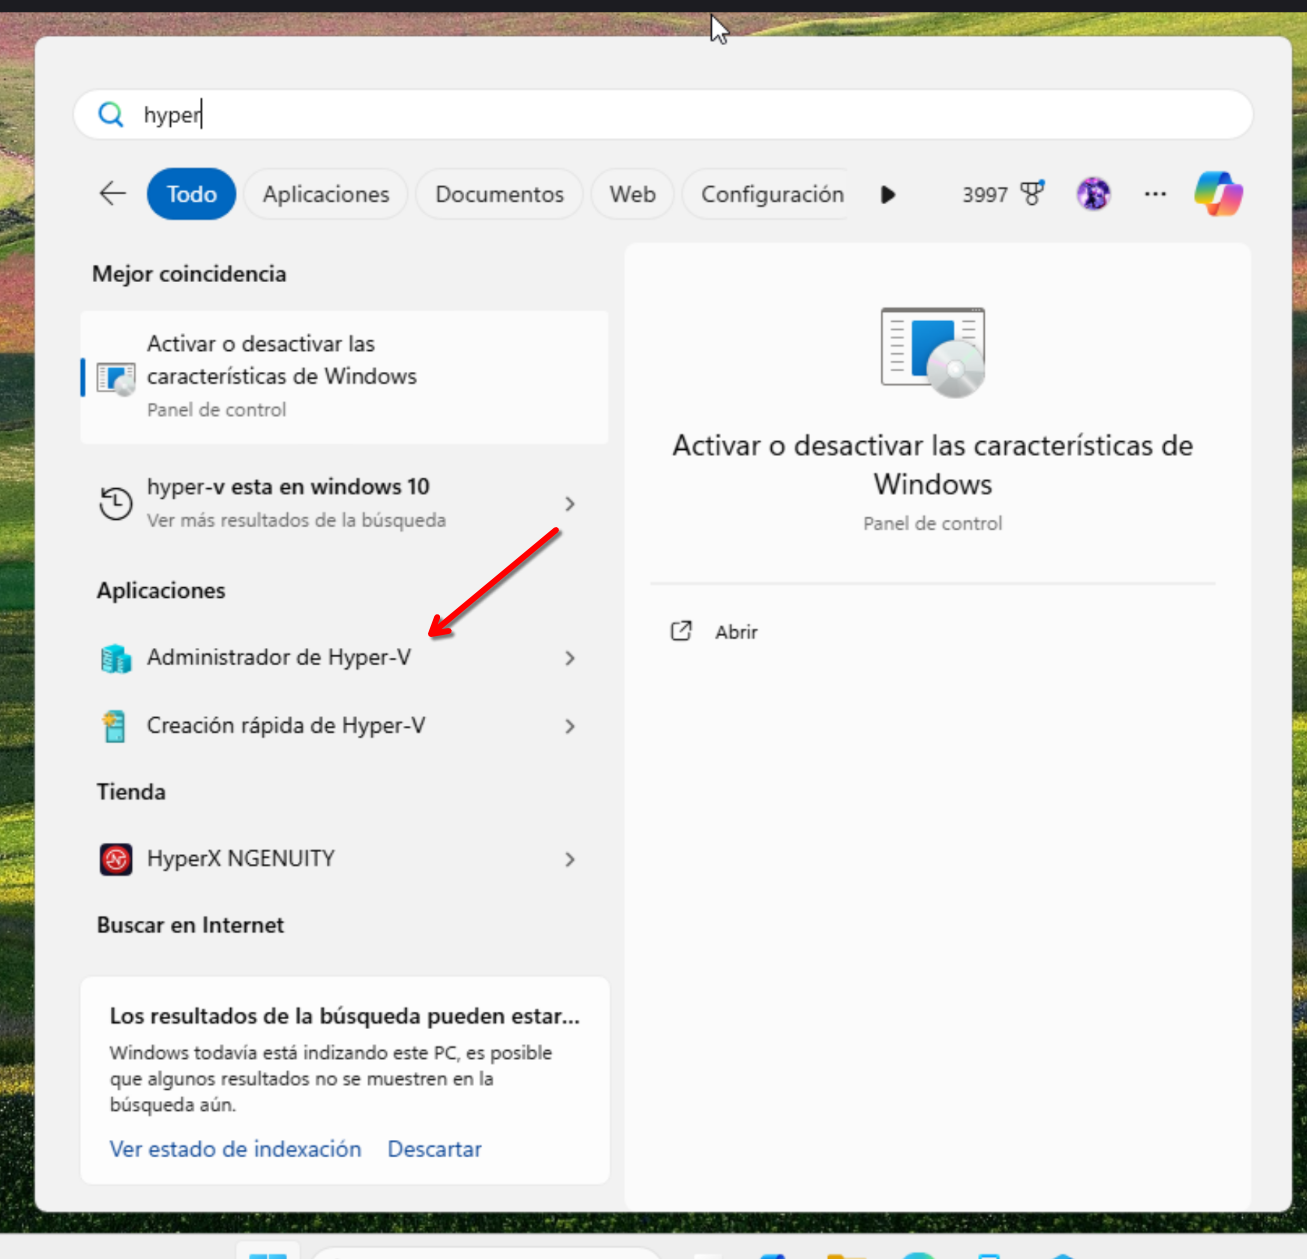 hyper
Todo
Aplicaciones
Documentos
Web
Configuración
3997
Mejor coincidencia
Activar o desactivar las
características de Windows
Panel de control
hyper-v esta en windows 10
Ver más resultados de la búsqueda
Aplicaciones
Administrador de Hyper-V
Creación rápida de Hyper-V
Tienda
HyperX NGENUITY
Buscar en Internet
Los resultados de la búsqueda pueden estar...
Windows todavía está indizando este PC, es posible
que algunos resultados no se muestren en la
búsqueda aún.
Ver estado de indexación
Descartar
Activar o desactivar las características de
Windows
Panel de control
Abrir